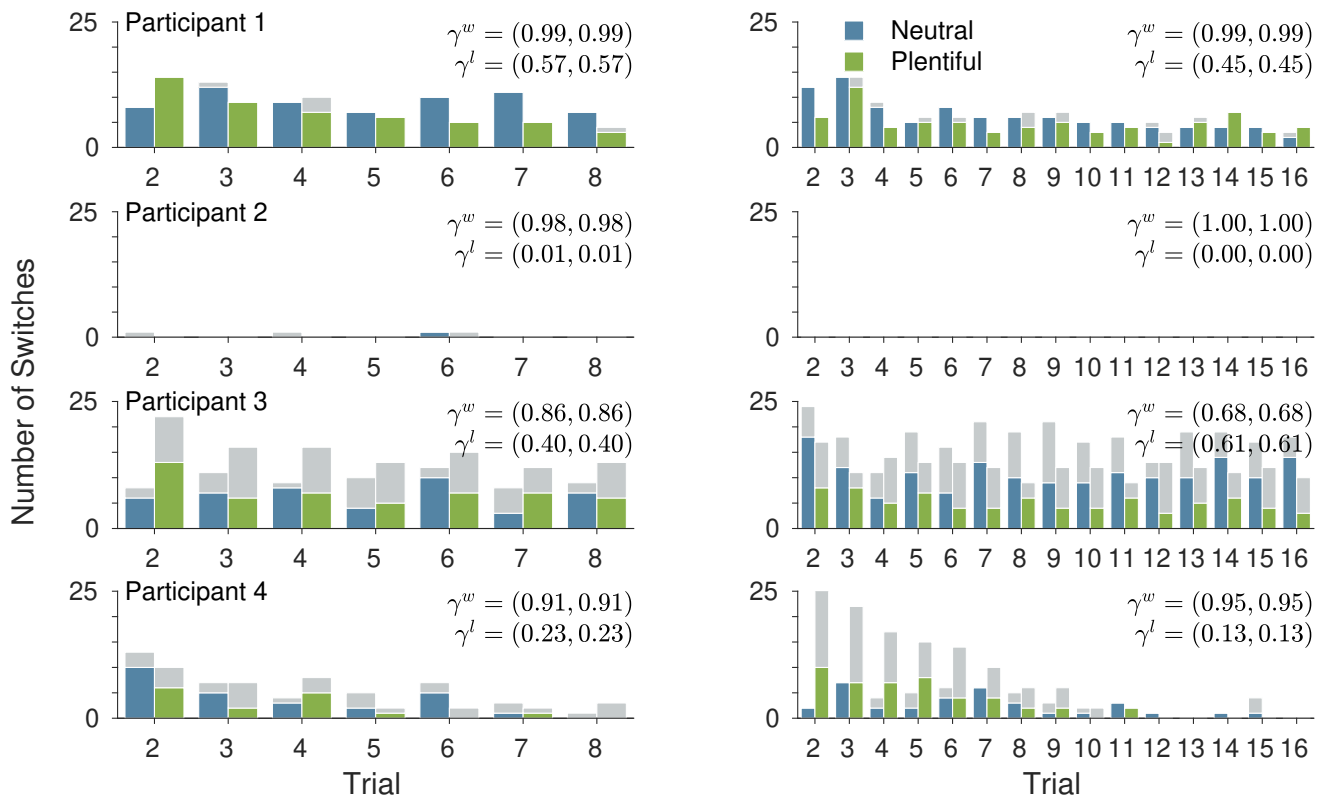 Number of Switches
Participant 1
25
0
γ^w = (0.99, 0.99)
γ^l = (0.57, 0.57)
2 3 4 5 6 7 8
25
0
Neutral
Plentiful
γ^w = (0.99, 0.99)
γ^l = (0.45, 0.45)
2 3 4 5 6 7 8 9 10 11 12 13 14 15 16
Participant 2
25
0
γ^w = (0.98, 0.98)
γ^l = (0.01, 0.01)
2 3 4 5 6 7 8
25
0
γ^w = (1.00, 1.00)
γ^l = (0.00, 0.00)
2 3 4 5 6 7 8 9 10 11 12 13 14 15 16
Participant 3
25
0
γ^w = (0.86, 0.86)
γ^l = (0.40, 0.40)
2 3 4 5 6 7 8
25
0
γ^w = (0.68, 0.68)
γ^l = (0.61, 0.61)
2 3 4 5 6 7 8 9 10 11 12 13 14 15 16
Participant 4
25
0
γ^w = (0.91, 0.91)
γ^l = (0.23, 0.23)
2 3 4 5 6 7 8
Trial
25
0
γ^w = (0.95, 0.95)
γ^l = (0.13, 0.13)
2 3 4 5 6 7 8 9 10 11 12 13 14 15 16
Trial